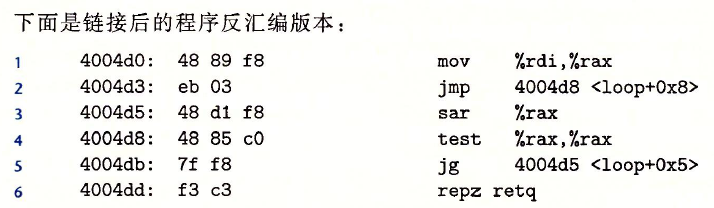 下面是链接后的程序反汇编版本：
1 4004d0: 48 89 f8 mov %rdi,%rax
2 4004d3: eb 03 jmp 4004d8 <loop+0x8>
3 4004d5: 48 d1 f8 sar %rax
4 4004d8: 48 85 c0 test %rax,%rax
5 4004db: 7f f8 jg 4004d5 <loop+0x5>
6 4004dd: f3 c3 repz retq